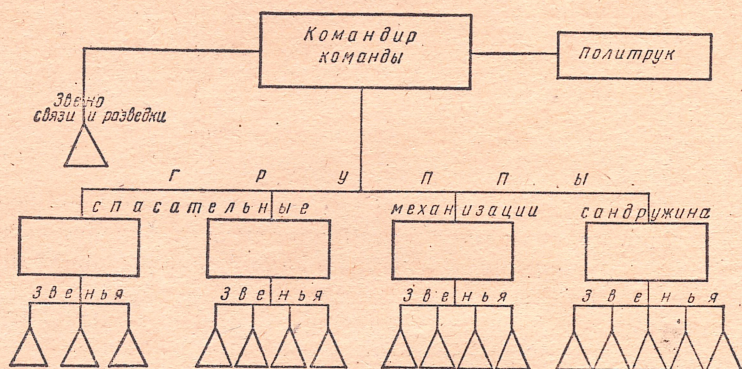 Командир
команды
Политрук
Звено
связи и разведки
Группы
спасательные
механизации
сандружина
Звенья
Звенья
Звенья
Звенья